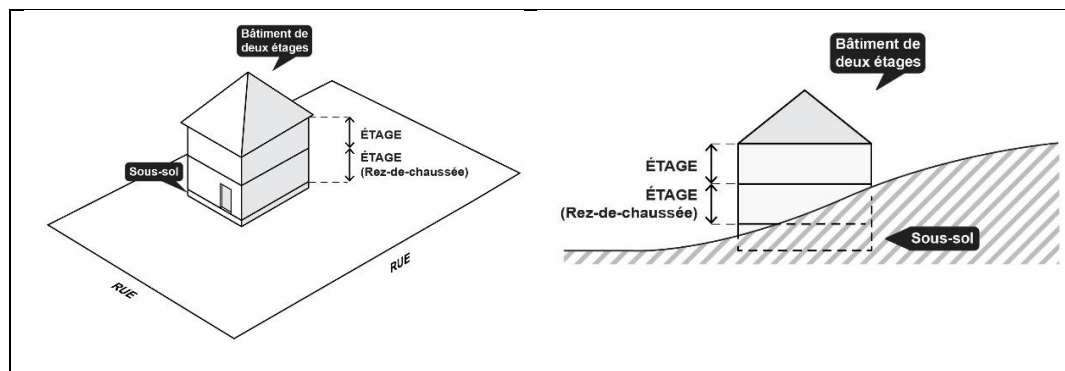 Bâtiment de
deux étages
ÉTAGE
ÉTAGE
(Rez-de-chaussée)
Sous-sol
RUE
RUE
Bâtiment de
deux étages
ÉTAGE
ÉTAGE
(Rez-de-chaussée)
Sous-sol